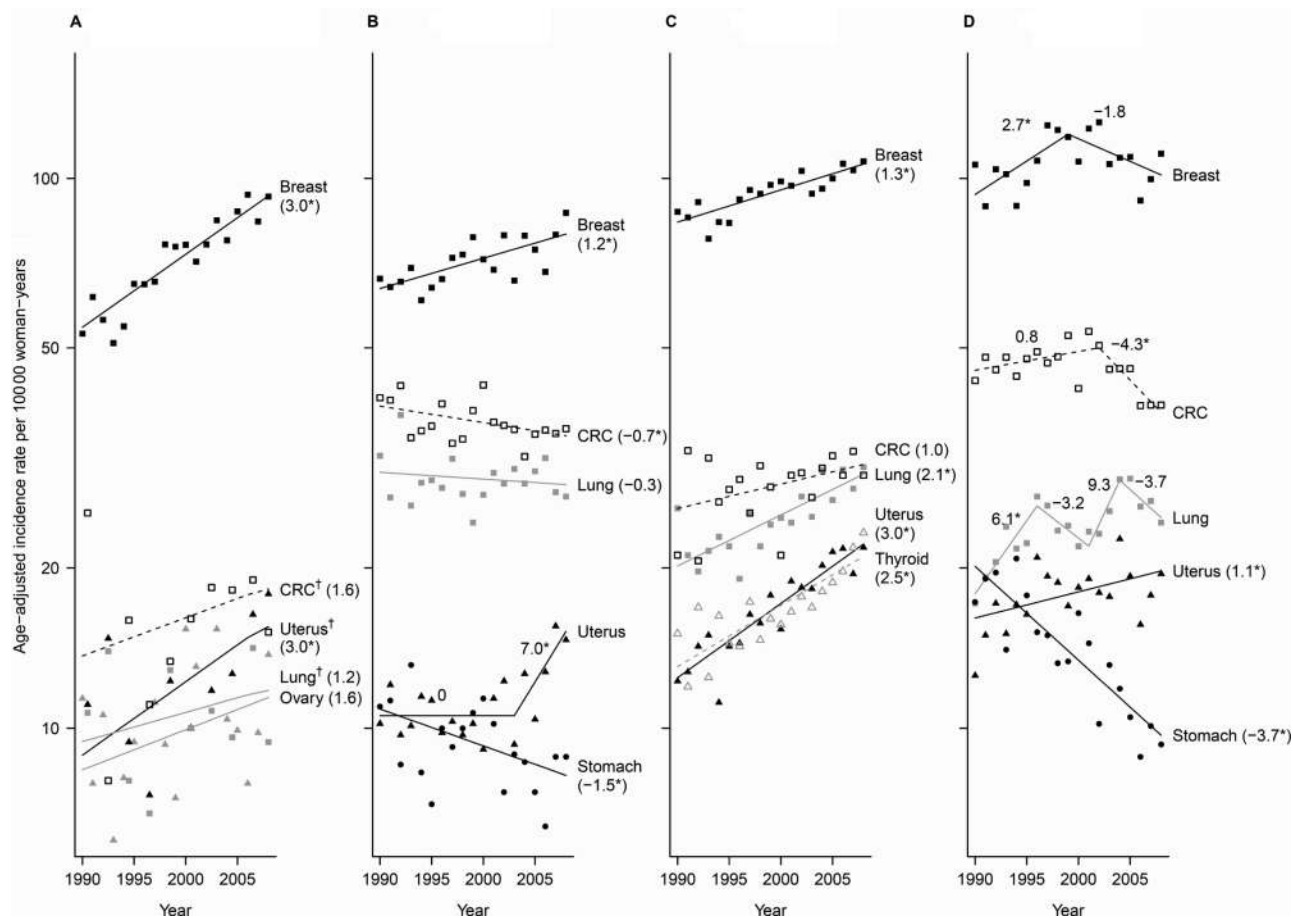 A
B
C
D
Age-adjusted incidence rate per 100000 woman-years
100
50
20
10
Breast
(3.0*)
CRC† (1.6)
Uterus†
(3.0*)
Lung† (1.2)
Ovary (1.6)
1990
1995
2000
2005
Year
Breast
(1.2*)
CRC (−0.7*)
Lung (−0.3)
Uterus
7.0*
0
Stomach
(−1.5*)
1990
1995
2000
2005
Year
Breast
(1.3*)
CRC (1.0)
Lung (2.1*)
Uterus
(3.0*)
Thyroid
(2.5*)
1990
1995
2000
2005
Year
2.7*
−1.8
Breast
0.8
−4.3*
CRC
6.1*
−3.2
9.3
−3.7
Lung
Uterus (1.1*)
Stomach (−3.7*)
1990
1995
2000
2005
Year